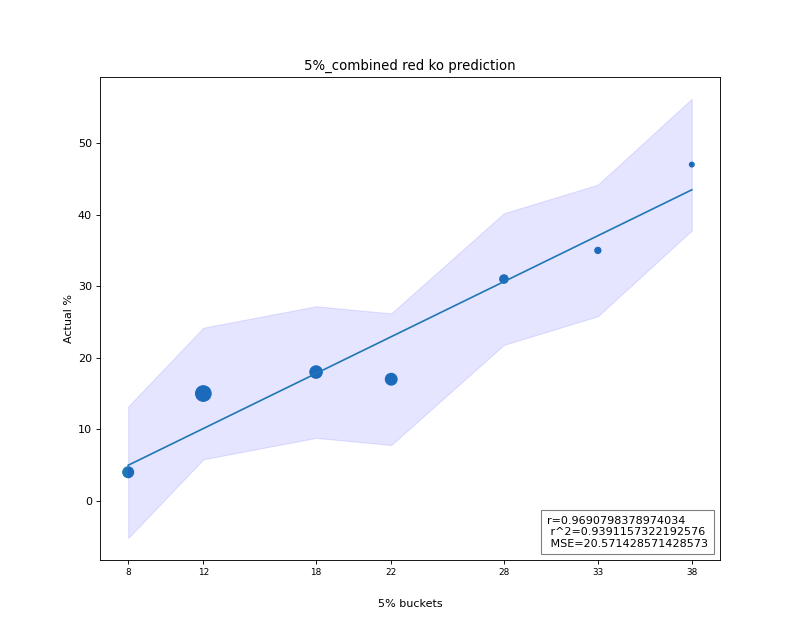 5%_combined red ko prediction
50
40
30
20
10
0
Actual %
r=0.9690798378974034
r^2=0.9391157322192576
MSE=20.571428571428573
8 12 18 22 28 33 38
5% buckets